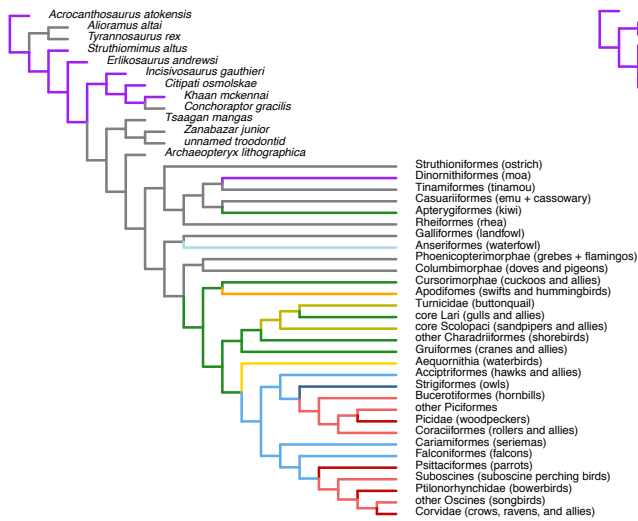 Acrocanthosaurus atokensis
Alioramus altai
Tyrannosaurus rex
Struthiomimus altus
Erlikosaurus andrewsi
Incisivosaurus gauthieri
Citipati osmolskae
Khaan mckennai
Conchoraptor gracilis
Tsaagan mangas
Zanabazar junior
unnamed troodontid
Archaeopteryx lithographica
Struthioniformes (ostrich)
Dinornithiformes (moa)
Tinamiformes (tinamou)
Casuariiformes (emu + cassowary)
Apterygiformes (kiwi)
Rheiformes (rhea)
Galliformes (landfowl)
Anseriformes (waterfowl)
Phoenicopterimorphae (grebes + flamingos)
Columbimorphae (doves and pigeons)
Cursorimorphae (cuckoos and allies)
Apodifomes (swifts and hummingbirds)
Turnicidae (buttonquail)
core Lari (gulls and allies)
core Scolopaci (sandpipers and allies)
other Charadriiformes (shorebirds)
Gruiformes (cranes and allies)
Aequornithia (waterbirds)
Acciptriformes (hawks and allies)
Strigiformes (owls)
Bucerotiformes (hornbills)
other Piciformes
Picidae (woodpeckers)
Coraciiformes (rollers and allies)
Cariamiformes (seriemas)
Falconiformes (falcons)
Psittaciformes (parrots)
Suboscines (suboscine perching birds)
Ptilonorhynchidae (bowerbirds)
other Oscines (songbirds)
Corvidae (crows, ravens, and allies)